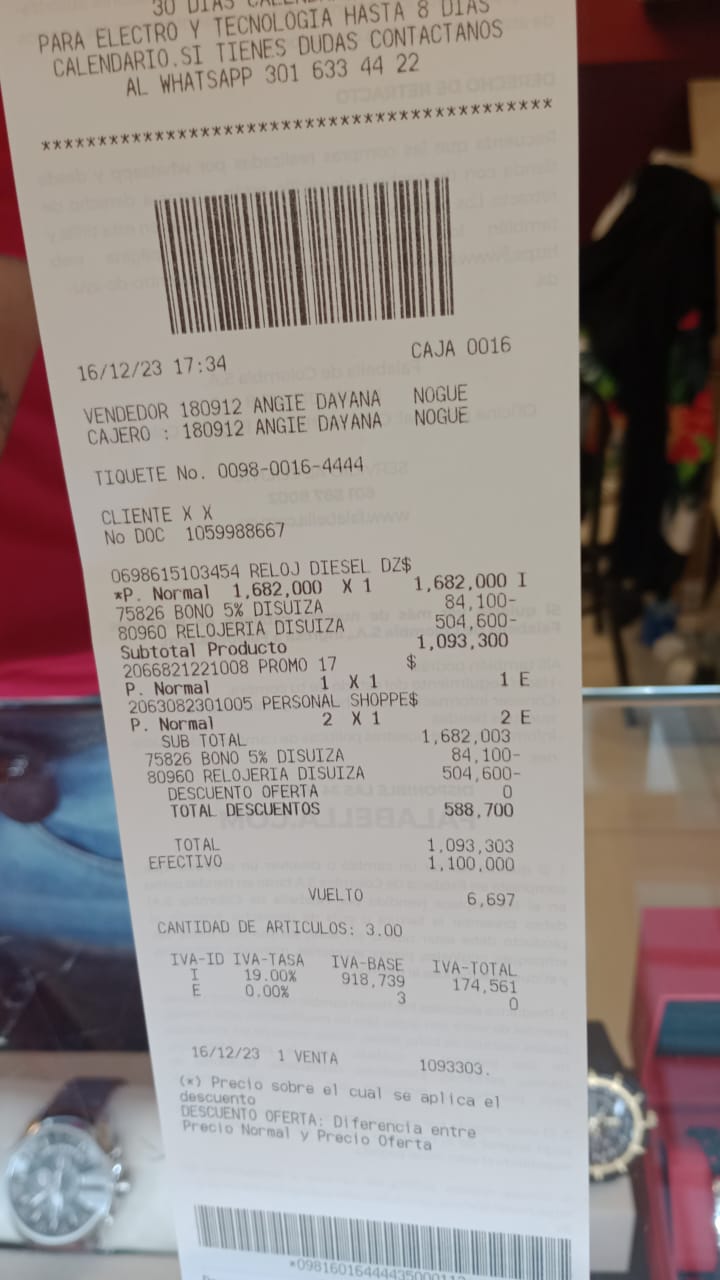 30 DIAS
PARA ELECTRO Y TECNOLOGIA HASTA 8 DIAS
CALENDARIO.SI TIENES DUDAS CONTACTANOS
AL WHATSAPP 301 633 44 22
****************************************
16/12/23 17:34 CAJA 0016
VENDEDOR 180912 ANGIE DAYANA NOGUE
CAJERO : 180912 ANGIE DAYANA NOGUE
TIQUETE No. 0098-0016-4444
CLIENTE X X
No DOC 1059988667
0698615103454 RELOJ DIESEL DZ$
*P. Normal 1,682,000 X 1 1,682,000 I
75826 BONO 5% DISUIZA 84,100-
80960 RELOJERIA DISUIZA 504,600-
Subtotal Producto 1,093,300
2066821221008 PROMO 17 $
P. Normal 1 X 1 1 E
2063082301005 PERSONAL SHOPPE$
P. Normal 2 X 1 2 E
SUB TOTAL 1,682,003
75826 BONO 5% DISUIZA 84,100-
80960 RELOJERIA DISUIZA 504,600-
DESCUENTO OFERTA 0
TOTAL DESCUENTOS 588,700
TOTAL 1,093,303
EFECTIVO 1,100,000
VUELTO 6,697
CANTIDAD DE ARTICULOS: 3.00
IVA-ID IVA-TASA IVA-BASE IVA-TOTAL
I 19.00% 918,739 174,561
E 0.00% 3 0
16/12/23 1 VENTA 1093303.
(*) Precio sobre el cual se aplica el
descuento
DESCUENTO OFERTA: Diferencia entre
Precio Normal y Precio Oferta